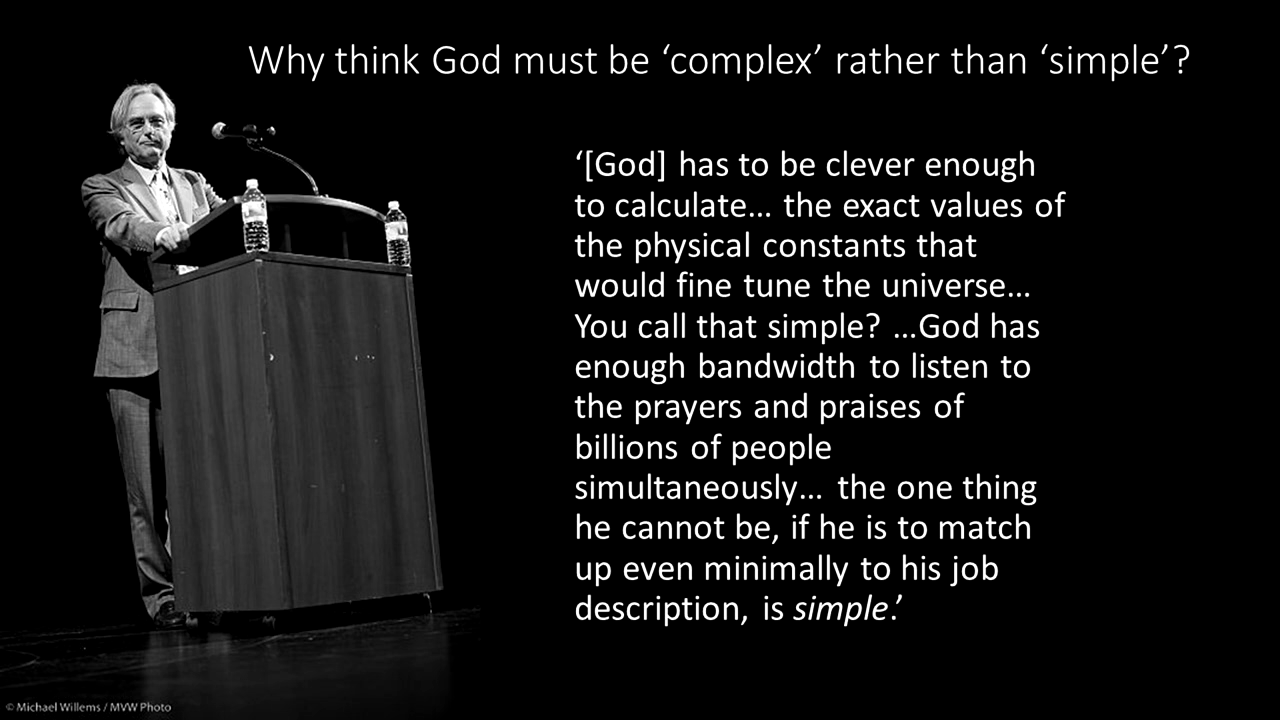 Why think God must be ‘complex’ rather than ‘simple’?
‘[God] has to be clever enough
to calculate… the exact values of
the physical constants that
would fine tune the universe…
You call that simple? …God has
enough bandwidth to listen to
the prayers and praises of
billions of people
simultaneously… the one thing
he cannot be, if he is to match
up even minimally to his job
description, is simple.’
© Michael Willems / MVW Photo